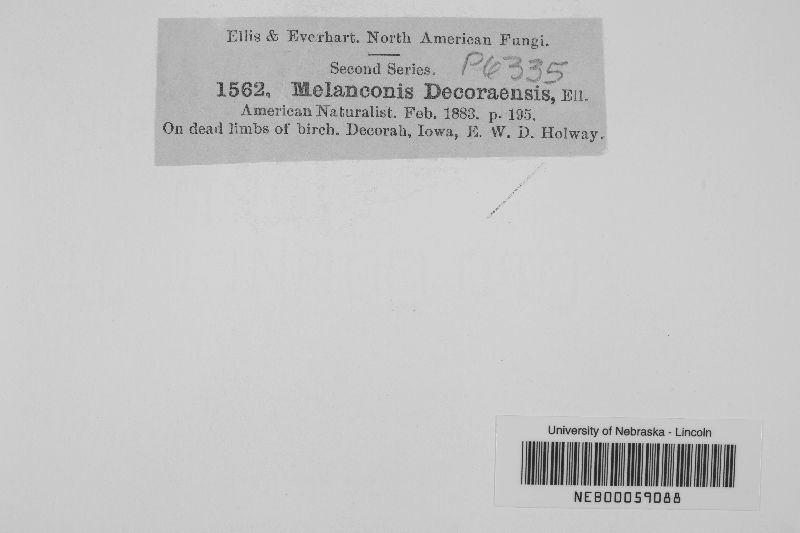 Ellis & Everhart. North American Fungi.
Second Series. P6335
1562. Melanconis Decoraensis, Ell.
American Naturalist. Feb. 1883. p. 195.
On dead limbs of birch. Decorah, Iowa, E. W. D. Holway.
University of Nebraska - Lincoln
NEB00059088